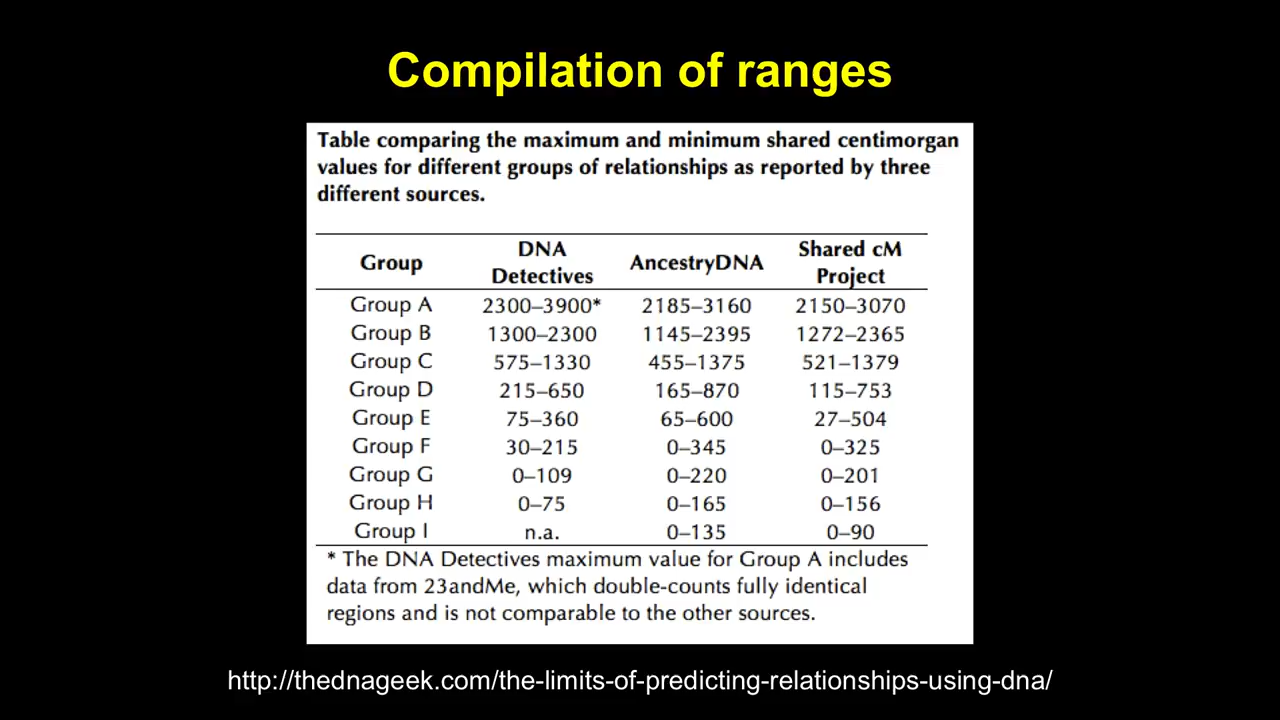 Compilation of ranges
Table comparing the maximum and minimum shared centimorgan
values for different groups of relationships as reported by three
different sources.
Group DNA Detectives AncestryDNA Shared cM Project
Group A 2300–3900* 2185–3160 2150–3070
Group B 1300–2300 1145–2395 1272–2365
Group C 575–1330 455–1375 521–1379
Group D 215–650 165–870 115–753
Group E 75–360 65–600 27–504
Group F 30–215 0–345 0–325
Group G 0–109 0–220 0–201
Group H 0–75 0–165 0–156
Group I n.a. 0–135 0–90
* The DNA Detectives maximum value for Group A includes
data from 23andMe, which double-counts fully identical
regions and is not comparable to the other sources.
http://thednageek.com/the-limits-of-predicting-relationships-using-dna/